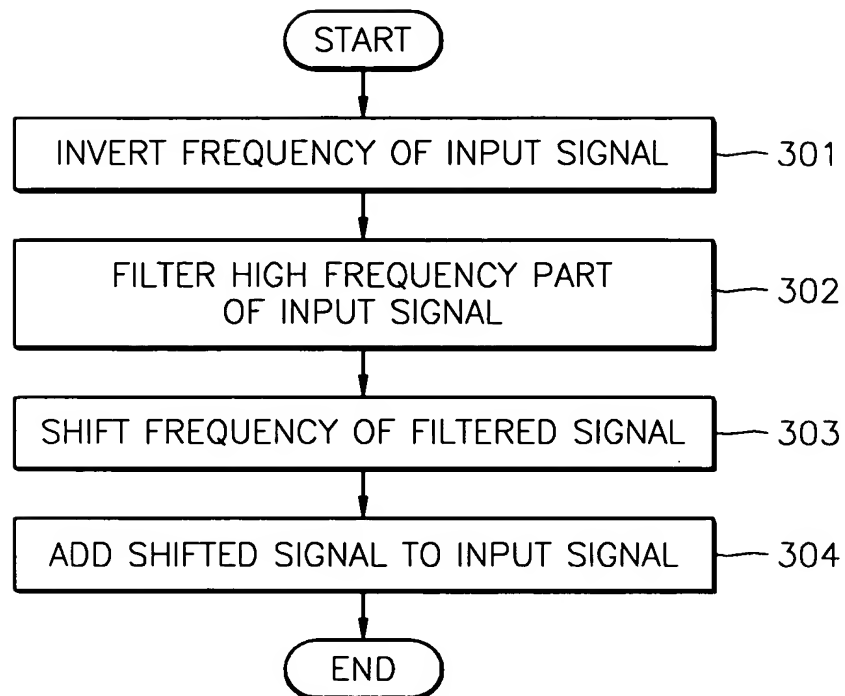 START
INVERT FREQUENCY OF INPUT SIGNAL
301
FILTER HIGH FREQUENCY PART
OF INPUT SIGNAL
302
SHIFT FREQUENCY OF FILTERED SIGNAL
303
ADD SHIFTED SIGNAL TO INPUT SIGNAL
304
END